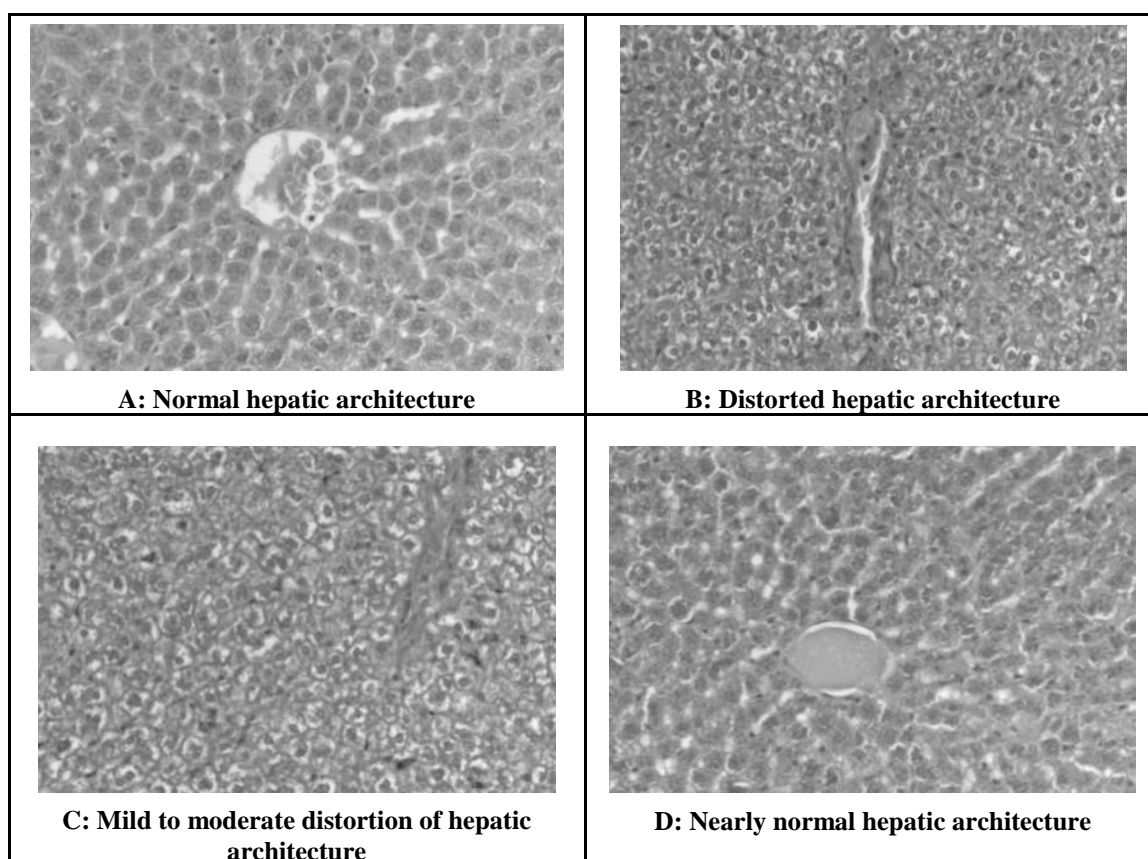 A: Normal hepatic architecture
B: Distorted hepatic architecture
C: Mild to moderate distortion of hepatic
architecture
D: Nearly normal hepatic architecture